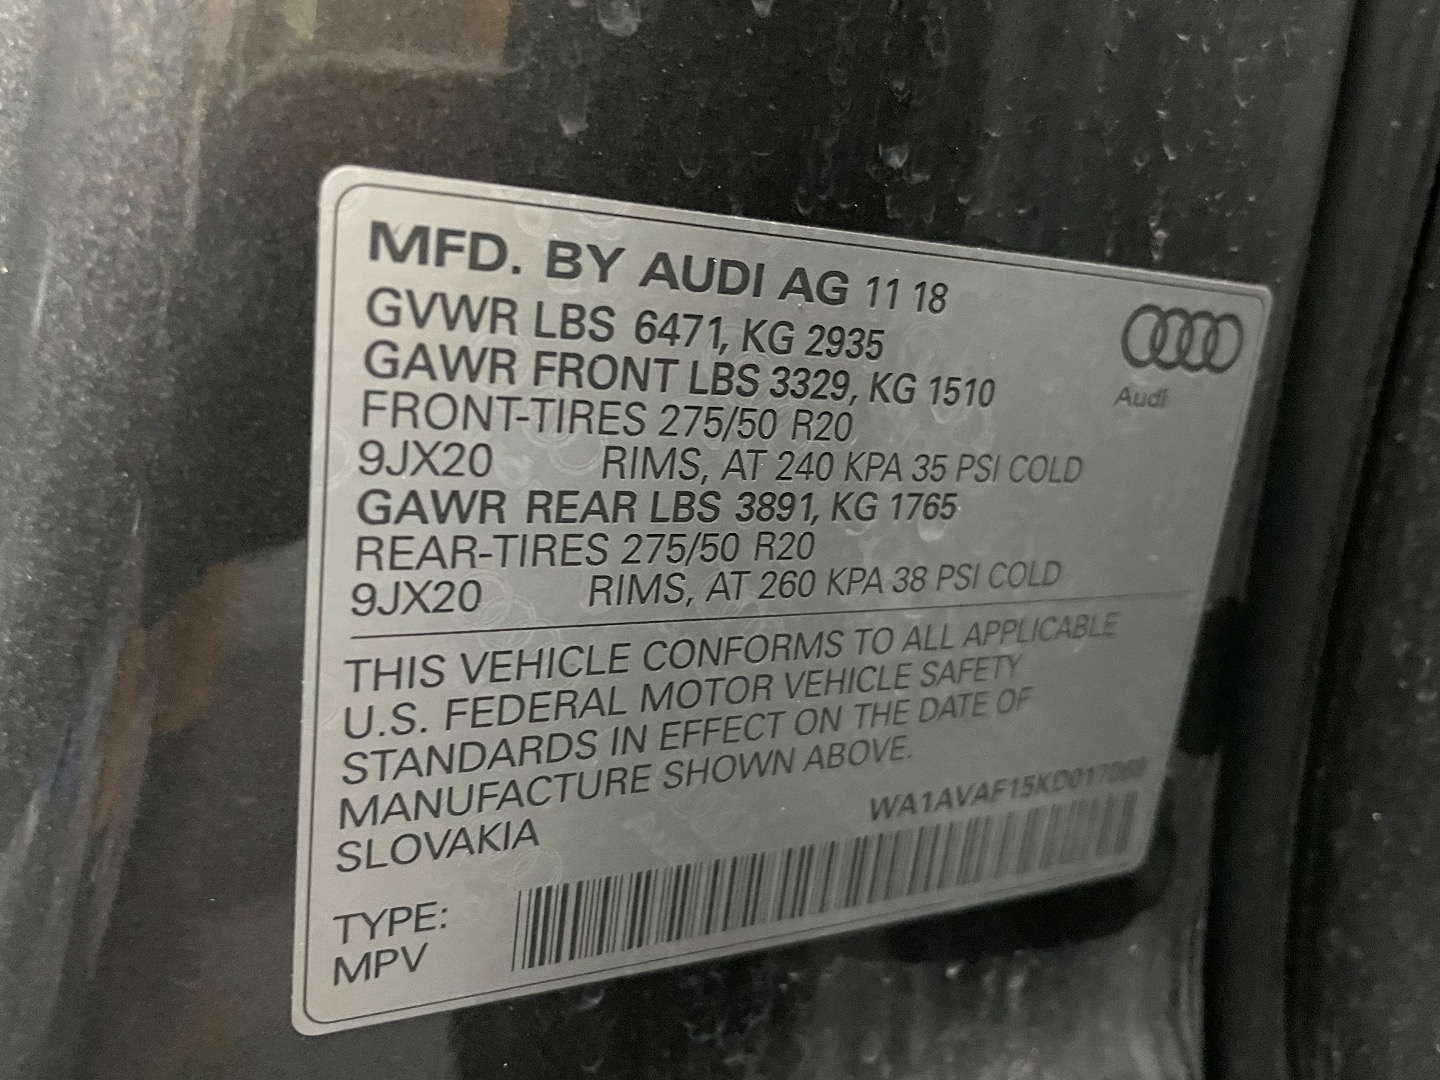 MFD. BY AUDI AG 11 18
GVWR LBS 6471, KG 2935
GAWR FRONT LBS 3329, KG 1510
FRONT-TIRES 275/50 R20
9JX20 RIMS, AT 240 KPA 35 PSI COLD
GAWR REAR LBS 3891, KG 1765
REAR-TIRES 275/50 R20
9JX20 RIMS, AT 260 KPA 38 PSI COLD
Audi
THIS VEHICLE CONFORMS TO ALL APPLICABLE
U.S. FEDERAL MOTOR VEHICLE SAFETY
STANDARDS IN EFFECT ON THE DATE OF
MANUFACTURE SHOWN ABOVE.
SLOVAKIA
TYPE:
MPV